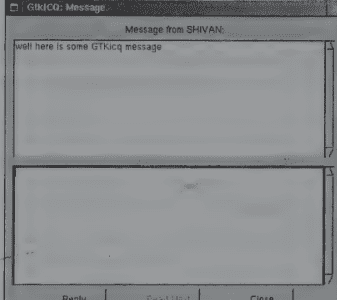 GtkICQ: Message
Message from SHIVAN:
well here is some GTKicq message
Reply
Close